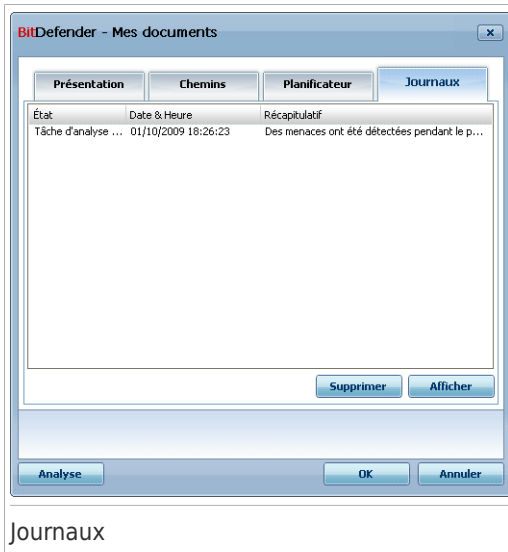 BitDefender - Mes documents
Présentation Chemins Planificateur Journaux
État Date & Heure Récapitulatif
Tâche d'analyse ... 01/10/2009 18:26:23 Des menaces ont été détectées pendant le p...
Supprimer Afficher
Analyse OK Annuler
Journaux